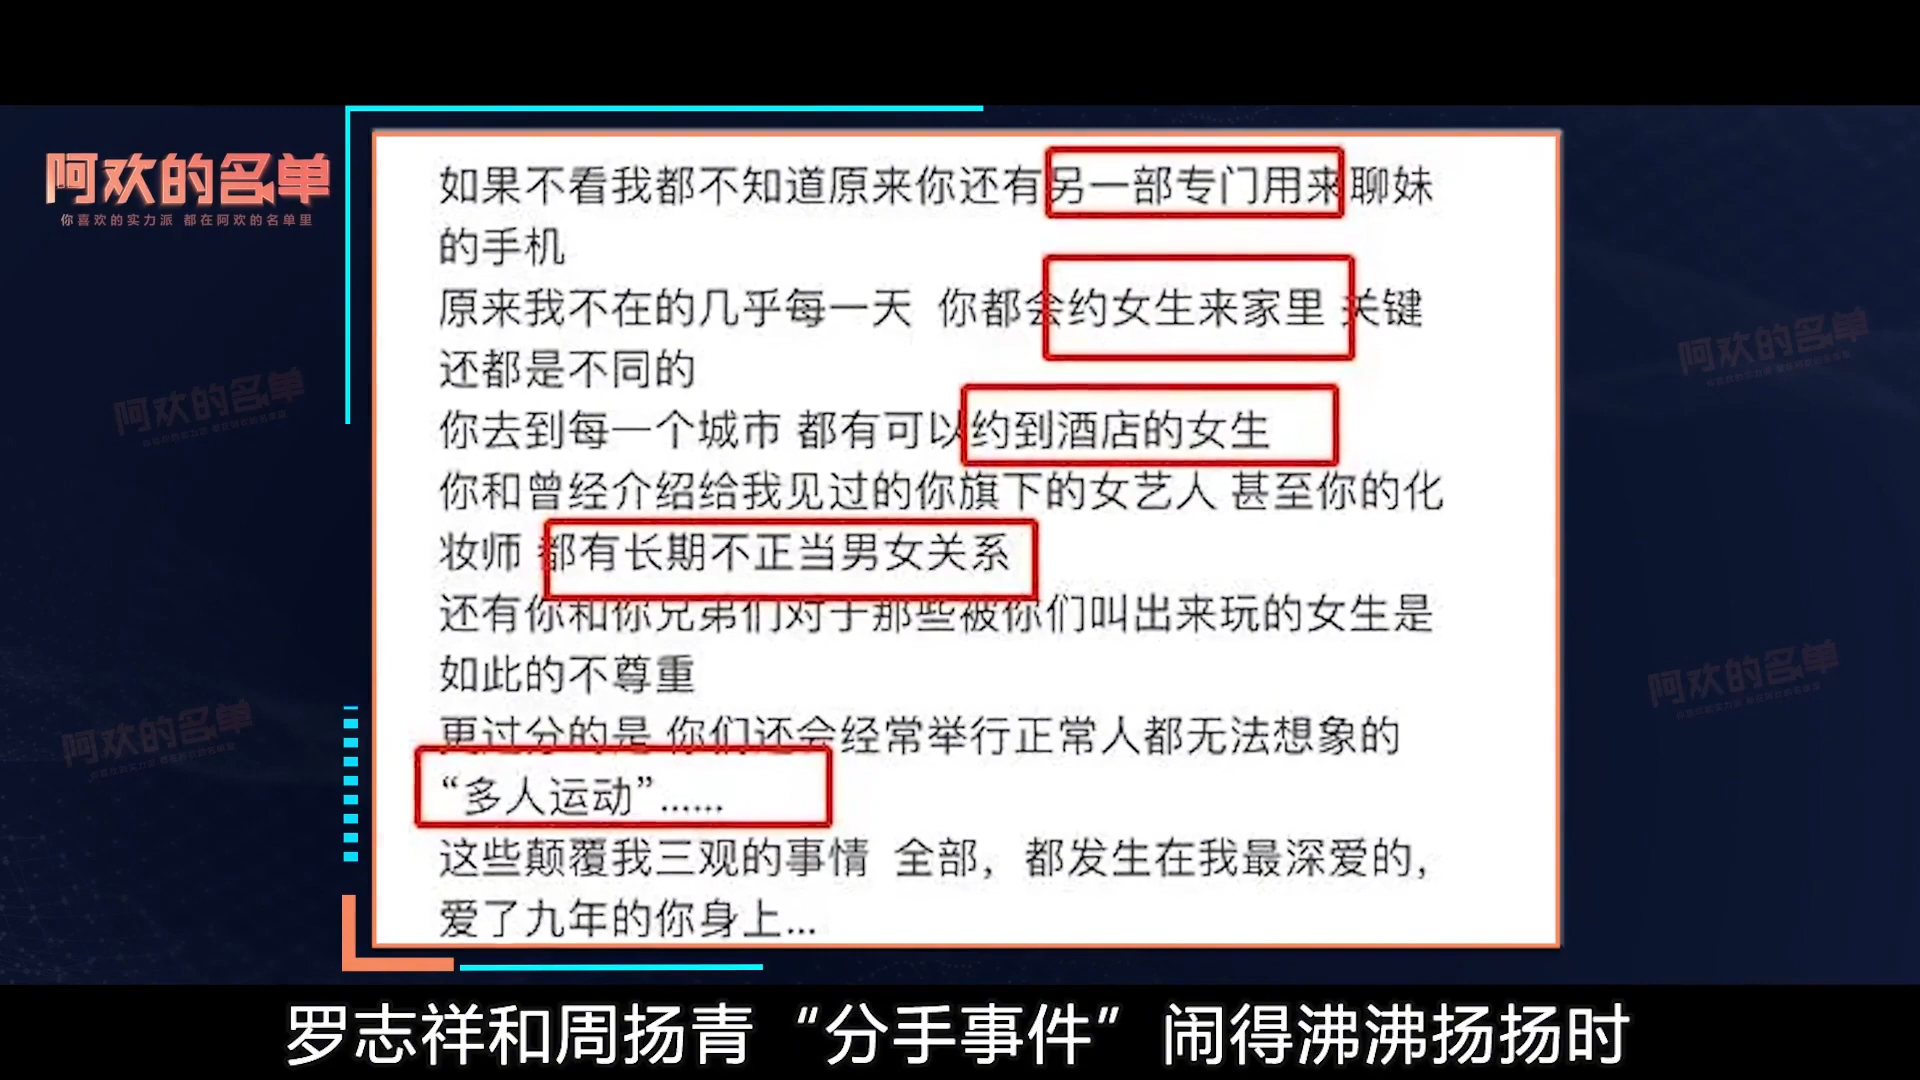 阿欢的名单
你喜欢的实力派 都在阿欢的名单里
如果不看我都不知道原来你还有另一部专门用来聊妹
的手机
原来我不在的几乎每一天 你都会约女生来家里 关键
还都是不同的
你去到每一个城市 都有可以约到酒店的女生
你和曾经介绍给我见过的你旗下的女艺人 甚至你的化
妆师 都有长期不正当男女关系
还有你和你兄弟们对于那些被你们叫出来玩的女生是
如此的不尊重
更过分的是 你们还会经常举行正常人都无法想象的
“多人运动”……
这些颠覆我三观的事情 全部，都发生在我最深爱的，
爱了九年的你身上...
阿欢的名单
阿欢的名单
阿欢的名单
阿欢的名单
罗志祥和周扬青“分手事件”闹得沸沸扬扬时